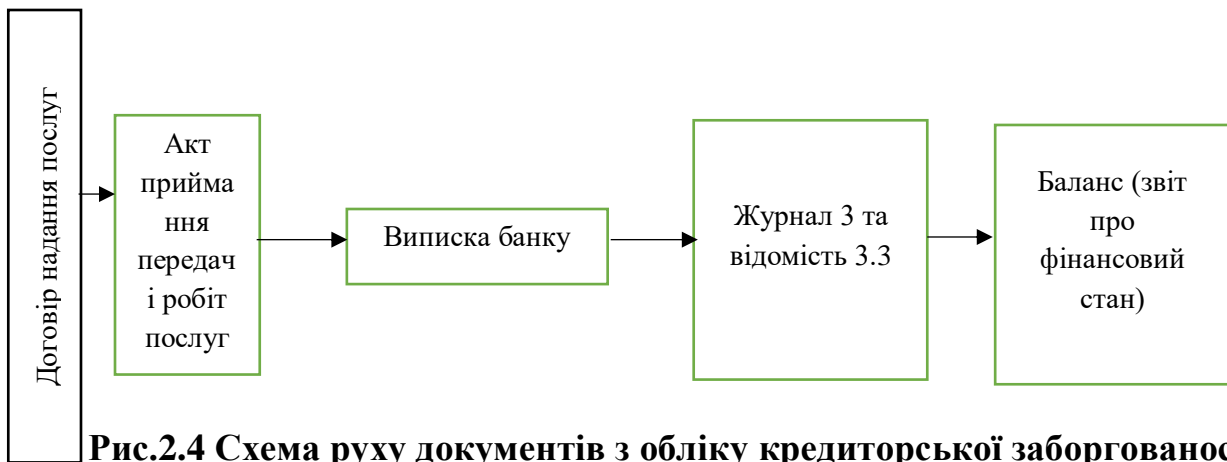 Договір надання послуг
Акт
прийма
ння
передач
і робіт
послуг
Виписка банку
Журнал 3 та
відомість 3.3
Баланс (звіт
про
фінансовий
стан)
Рис.2.4 Схема руху документів з обліку кредиторської заборгованос